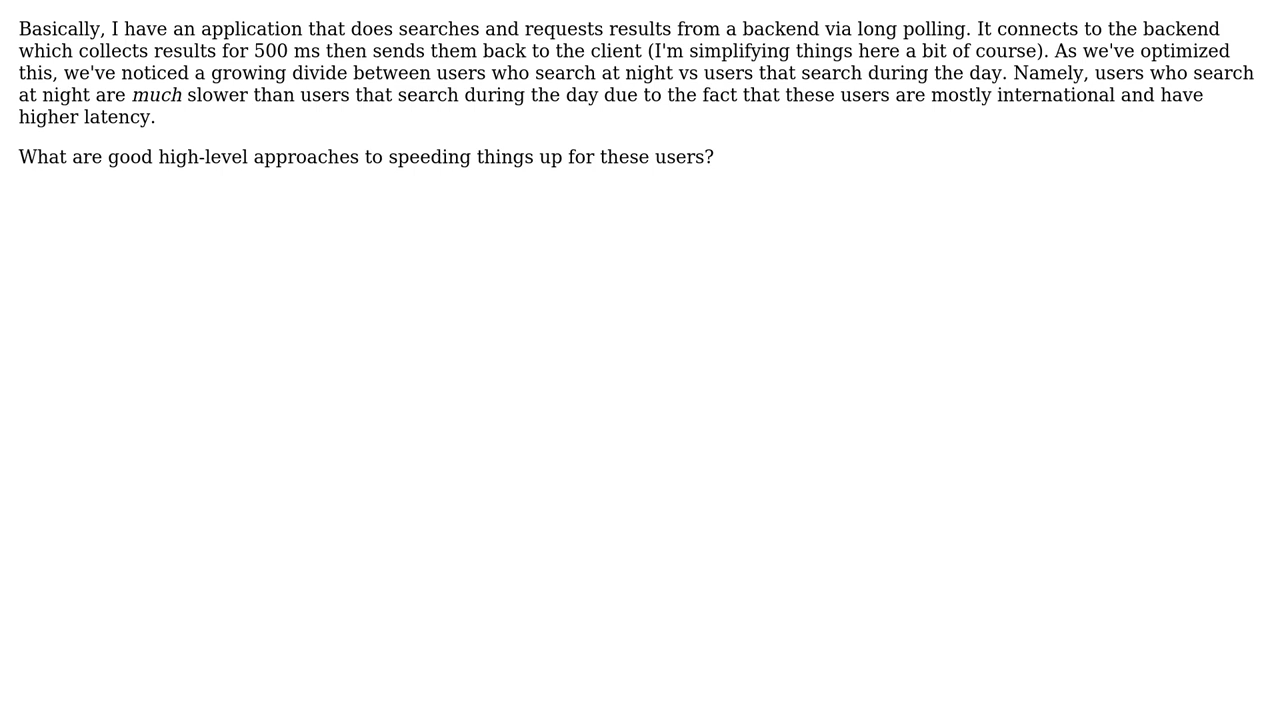 Basically, I have an application that does searches and requests results from a backend via long polling. It connects to the backend
which collects results for 500 ms then sends them back to the client (I'm simplifying things here a bit of course). As we've optimized
this, we've noticed a growing divide between users who search at night vs users that search during the day. Namely, users who search
at night are much slower than users that search during the day due to the fact that these users are mostly international and have
higher latency.
What are good high-level approaches to speeding things up for these users?